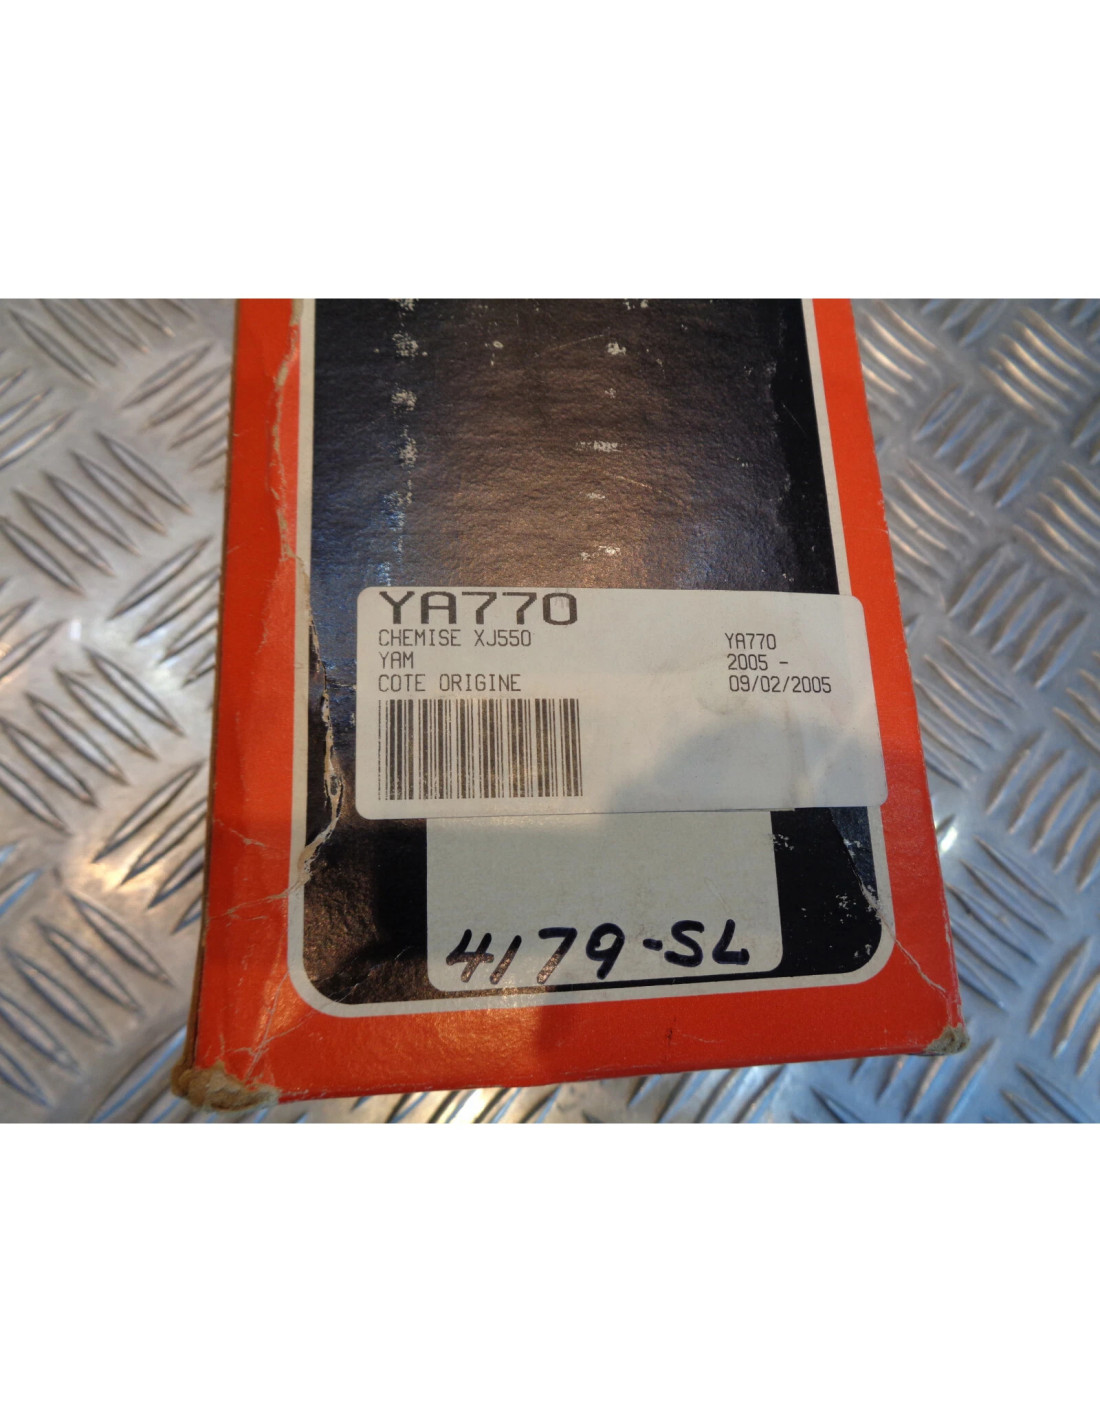 YA770
CHEMISE XJ550 YA770
YAM 2005 -
COTE ORIGINE 09/02/2005
4179-SL